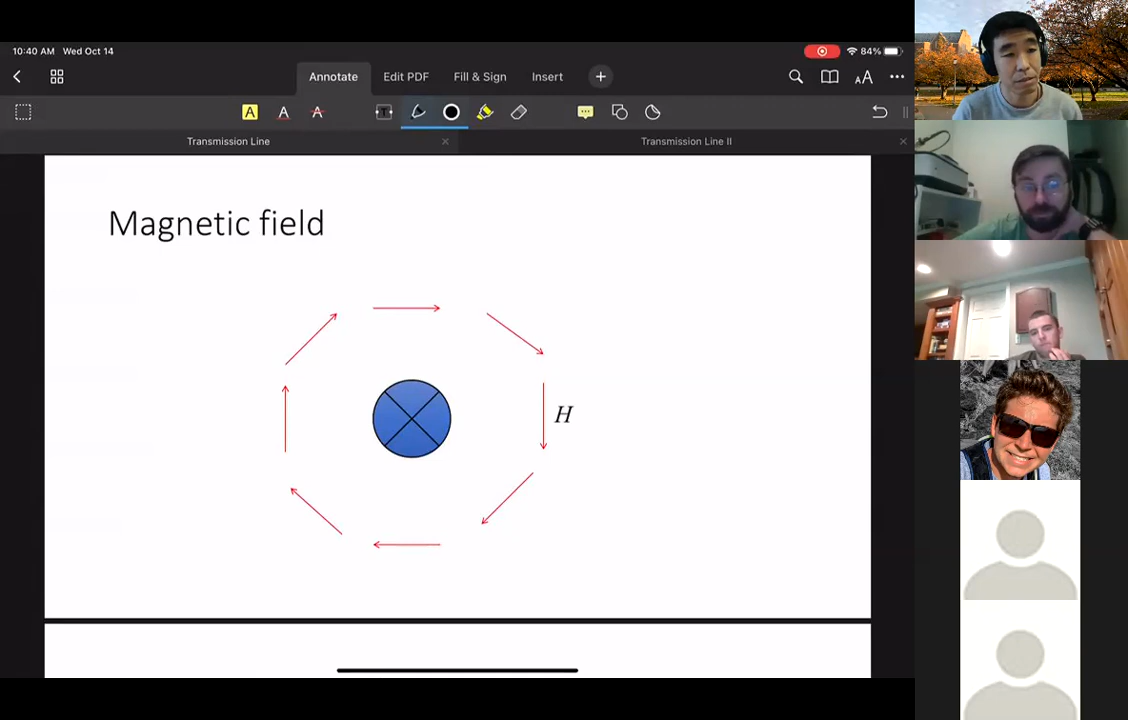 10:40 AM Wed Oct 14
84%
Annotate Edit PDF Fill & Sign Insert
A A A T AA
Transmission Line Transmission Line II
Magnetic field
H